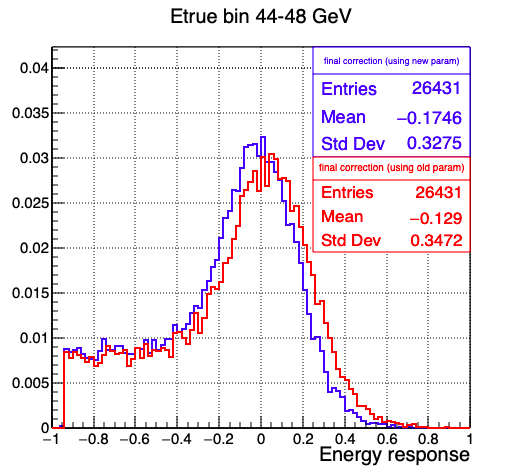 Etrue bin 44-48 GeV
final correction (using new param)
Entries 26431
Mean −0.1746
Std Dev 0.3275
final correction (using old param)
Entries 26431
Mean −0.129
Std Dev 0.3472
0.04
0.035
0.03
0.025
0.02
0.015
0.01
0.005
0
−1 −0.8 −0.6 −0.4 −0.2 0 0.2 0.4 0.6 0.8 1
Energy response